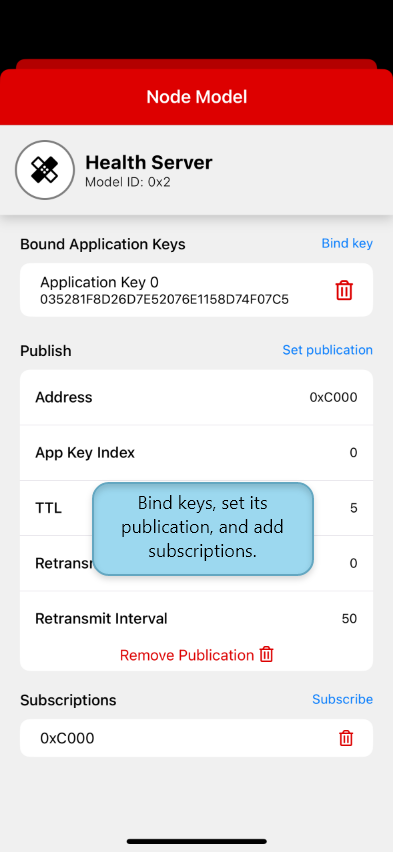 Node Model
Health Server
Model ID: 0x2
Bound Application Keys
Bind key
Application Key 0
035281F8D26D7E52076E1158D74F07C5
Publish
Set publication
Address
0xC000
App Key Index
0
TTL
5
Bind keys, set its
publication, and add
subscriptions.
0
Retransmit Interval
50
Remove Publication
Subscriptions
Subscribe
0xC000